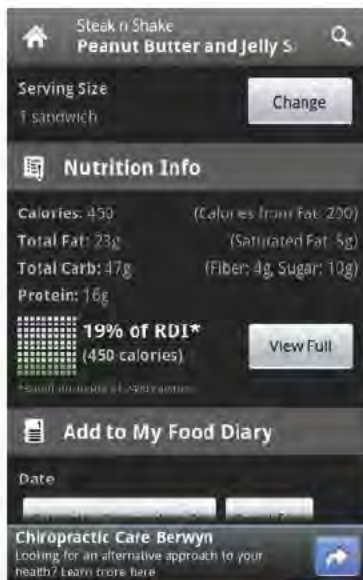 Steak n Shake
Peanut Butter and Jelly S
Serving Size
1 sandwich
Change
Nutrition Info
Calories: 450 (Calories from Fat: 200)
Total Fat: 23g (Saturated Fat: 5g)
Total Carb: 47g (Fiber: 4g, Sugar: 10g)
Protein: 16g
19% of RDI*
(450 calories)
View Full
Add to My Food Diary
Date
Chiropractic Care Berwyn
Looking for an alternative approach to your
health? Learn more here